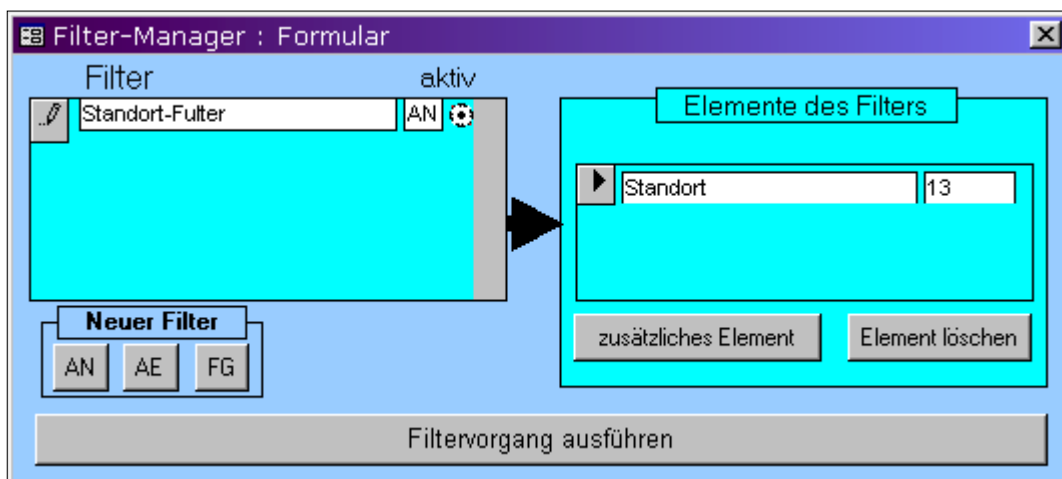 Filter-Manager : Formular
Filter aktiv
Standort-Fulter AN
Elemente des Filters
Standort 13
Neuer Filter
AN AE FG
zusätzliches Element Element löschen
Filtervorgang ausführen